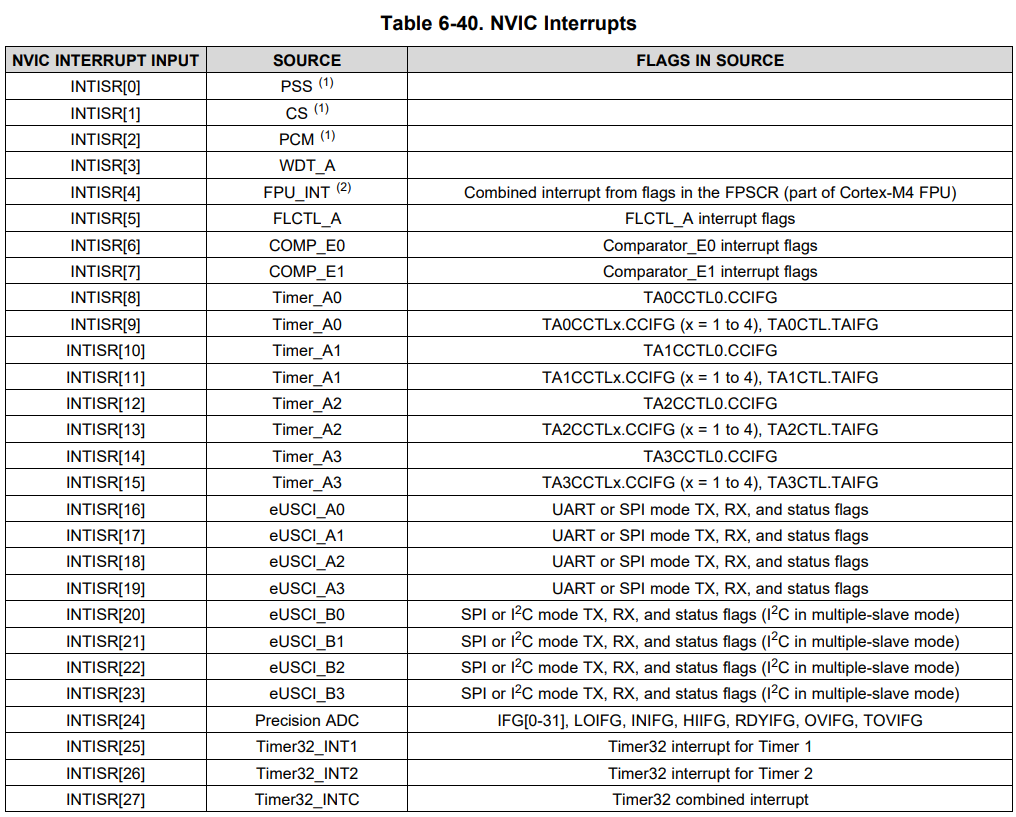 Table 6-40. NVIC Interrupts
NVIC INTERRUPT INPUT SOURCE FLAGS IN SOURCE
INTISR[0] PSS (1)
INTISR[1] CS (1)
INTISR[2] PCM (1)
INTISR[3] WDT_A
INTISR[4] FPU_INT (2) Combined interrupt from flags in the FPSCR (part of Cortex-M4 FPU)
INTISR[5] FLCTL_A FLCTL_A interrupt flags
INTISR[6] COMP_E0 Comparator_E0 interrupt flags
INTISR[7] COMP_E1 Comparator_E1 interrupt flags
INTISR[8] Timer_A0 TA0CCTL0.CCIFG
INTISR[9] Timer_A0 TA0CCTLx.CCIFG (x = 1 to 4), TA0CTL.TAIFG
INTISR[10] Timer_A1 TA1CCTL0.CCIFG
INTISR[11] Timer_A1 TA1CCTLx.CCIFG (x = 1 to 4), TA1CTL.TAIFG
INTISR[12] Timer_A2 TA2CCTL0.CCIFG
INTISR[13] Timer_A2 TA2CCTLx.CCIFG (x = 1 to 4), TA2CTL.TAIFG
INTISR[14] Timer_A3 TA3CCTL0.CCIFG
INTISR[15] Timer_A3 TA3CCTLx.CCIFG (x = 1 to 4), TA3CTL.TAIFG
INTISR[16] eUSCI_A0 UART or SPI mode TX, RX, and status flags
INTISR[17] eUSCI_A1 UART or SPI mode TX, RX, and status flags
INTISR[18] eUSCI_A2 UART or SPI mode TX, RX, and status flags
INTISR[19] eUSCI_A3 UART or SPI mode TX, RX, and status flags
INTISR[20] eUSCI_B0 SPI or I²C mode TX, RX, and status flags (I²C in multiple-slave mode)
INTISR[21] eUSCI_B1 SPI or I²C mode TX, RX, and status flags (I²C in multiple-slave mode)
INTISR[22] eUSCI_B2 SPI or I²C mode TX, RX, and status flags (I²C in multiple-slave mode)
INTISR[23] eUSCI_B3 SPI or I²C mode TX, RX, and status flags (I²C in multiple-slave mode)
INTISR[24] Precision ADC IFG[0-31], LOIFG, INIFG, HIIFG, RDYIFG, OVIFG, TOVIFG
INTISR[25] Timer32_INT1 Timer32 interrupt for Timer 1
INTISR[26] Timer32_INT2 Timer32 interrupt for Timer 2
INTISR[27] Timer32_INTC Timer32 combined interrupt